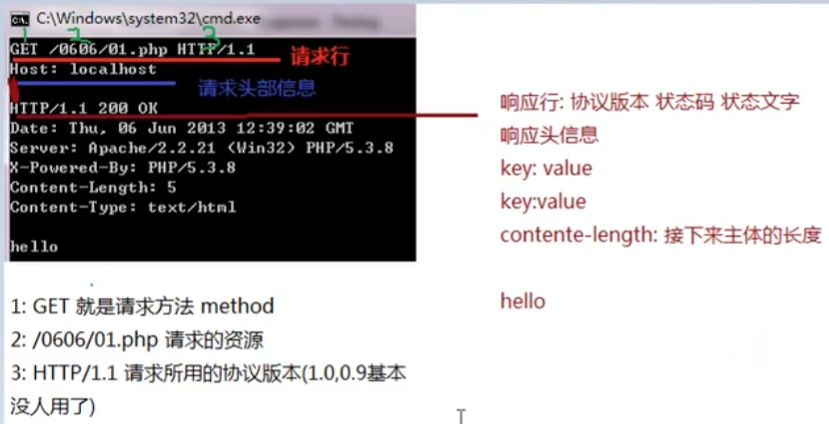 C:\Windows\system32\cmd.exe
1 2 3
GET /0606/01.php HTTP/1.1
请求行
Host: localhost
请求头部信息
HTTP/1.1 200 OK
Date: Thu, 06 Jun 2013 12:39:02 GMT
Server: Apache/2.2.21 (Win32) PHP/5.3.8
X-Powered-By: PHP/5.3.8
Content-Length: 5
Content-Type: text/html
hello
响应行: 协议版本 状态码 状态文字
响应头信息
key: value
key:value
contente-length: 接下来主体的长度
hello
1: GET 就是请求方法 method
2: /0606/01.php 请求的资源
3: HTTP/1.1 请求所用的协议版本(1.0,0.9基本
没人用了)